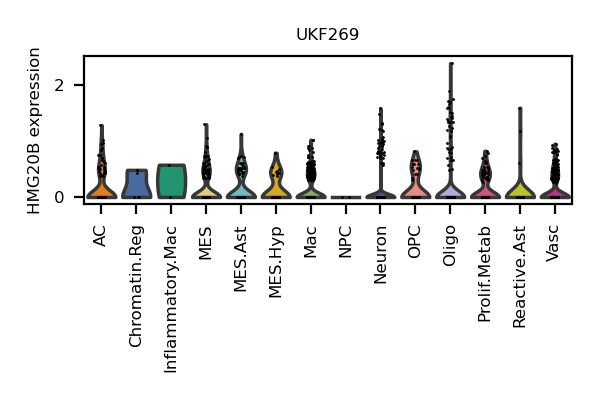 UKF269
HMG20B expression
2
0
AC
Chromatin.Reg
Inflammatory.Mac
MES
MES.Ast
MES.Hyp
Mac
NPC
Neuron
OPC
Oligo
Prolif.Metab
Reactive.Ast
Vasc